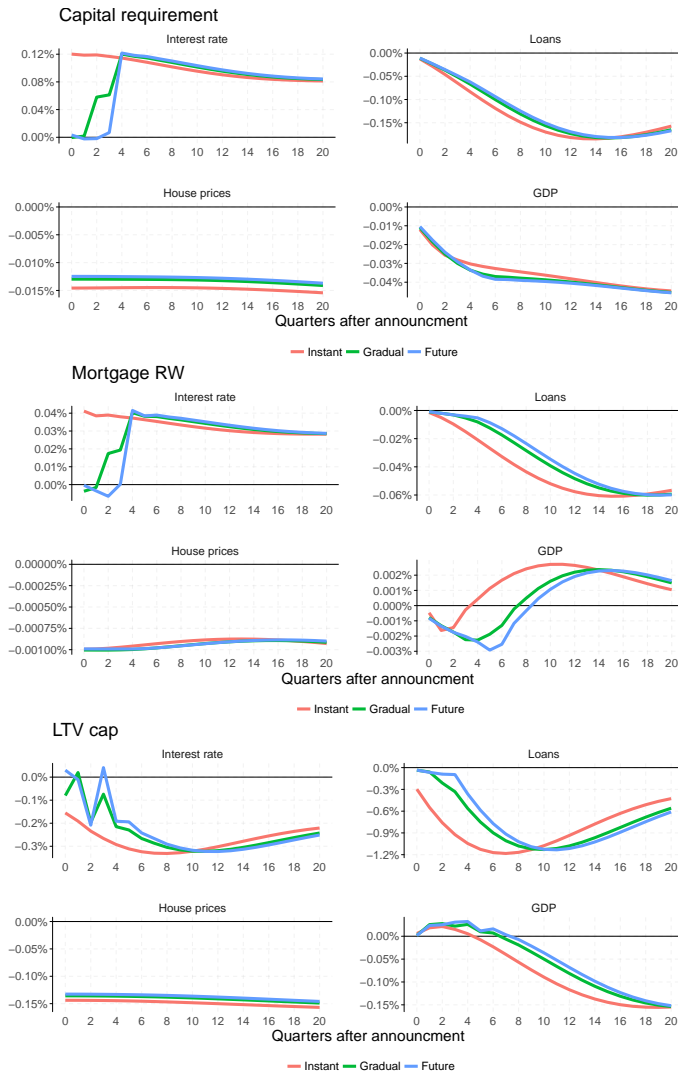 Capital requirement
Interest rate
Loans
0.12%
0.08%
0.04%
0.00%
0 2 4 6 8 10 12 14 16 18 20
0.00%
−0.05%
−0.10%
−0.15%
0 2 4 6 8 10 12 14 16 18 20
House prices
GDP
0.000%
−0.005%
−0.010%
−0.015%
0 2 4 6 8 10 12 14 16 18 20
0.00%
−0.01%
−0.02%
−0.03%
−0.04%
0 2 4 6 8 10 12 14 16 18 20
Quarters after announcment
Instant Gradual Future
Mortgage RW
Interest rate
Loans
0.04%
0.03%
0.02%
0.01%
0.00%
0 2 4 6 8 10 12 14 16 18 20
0.00%
−0.02%
−0.04%
−0.06%
0 2 4 6 8 10 12 14 16 18 20
House prices
GDP
0.00000%
−0.00025%
−0.00050%
−0.00075%
−0.00100%
0 2 4 6 8 10 12 14 16 18 20
0.002%
0.001%
0.000%
−0.001%
−0.002%
−0.003%
0 2 4 6 8 10 12 14 16 18 20
Quarters after announcment
Instant Gradual Future
LTV cap
Interest rate
Loans
0.0%
−0.1%
−0.2%
−0.3%
0 2 4 6 8 10 12 14 16 18 20
0.0%
−0.3%
−0.6%
−0.9%
−1.2%
0 2 4 6 8 10 12 14 16 18 20
House prices
GDP
0.00%
−0.05%
−0.10%
−0.15%
0 2 4 6 8 10 12 14 16 18 20
0.00%
−0.05%
−0.10%
−0.15%
0 2 4 6 8 10 12 14 16 18 20
Quarters after announcment
Instant Gradual Future